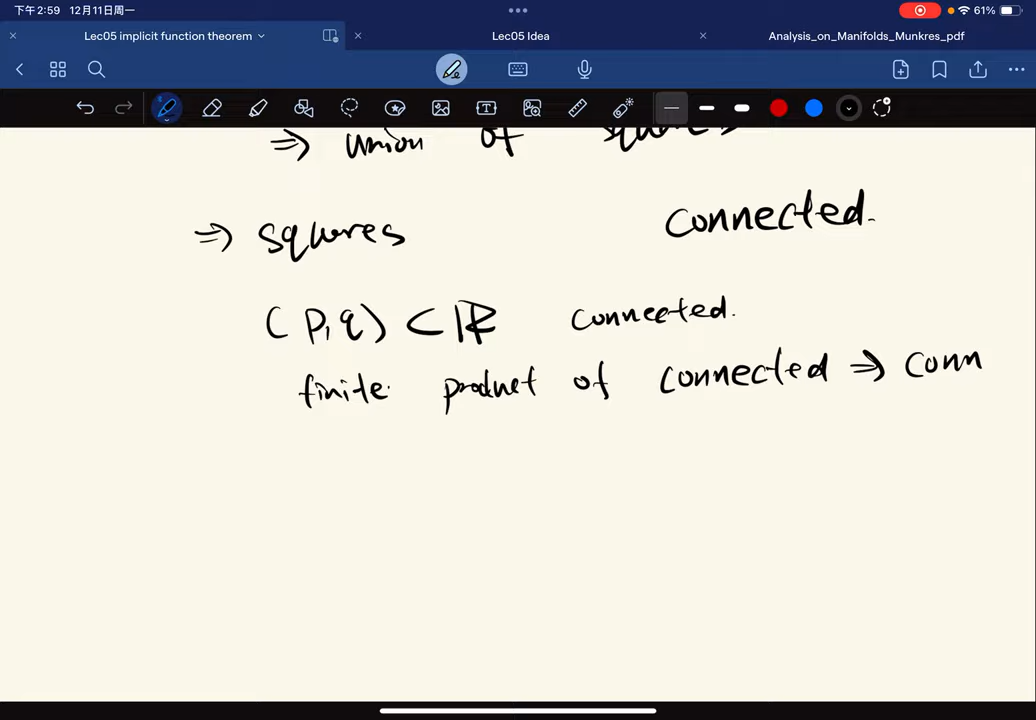 下午2:59 12月11日周一
61%
Lec05 implicit function theorem
Lec05 Idea
Analysis_on_Manifolds_Munkres_pdf
⇒ union of squares
⇒ squares connected.
(p,q) ⊂ ℝ connected.
finite product of connected ⇒ conn